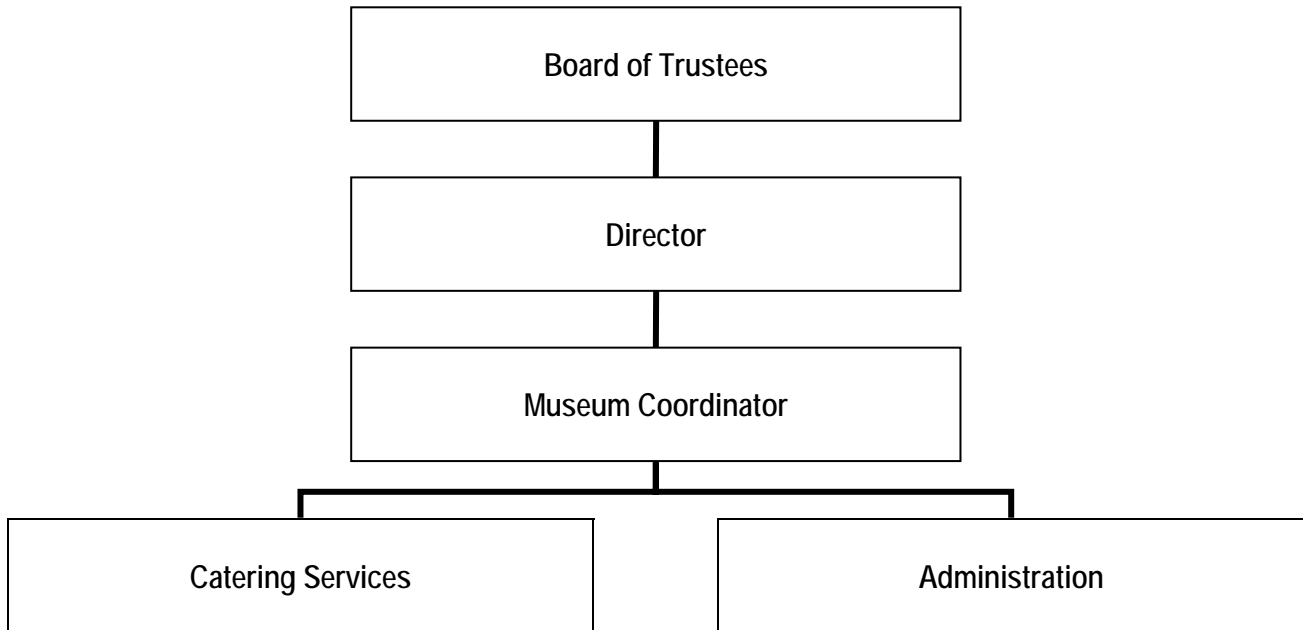 Board of Trustees
Director
Museum Coordinator
Catering Services
Administration